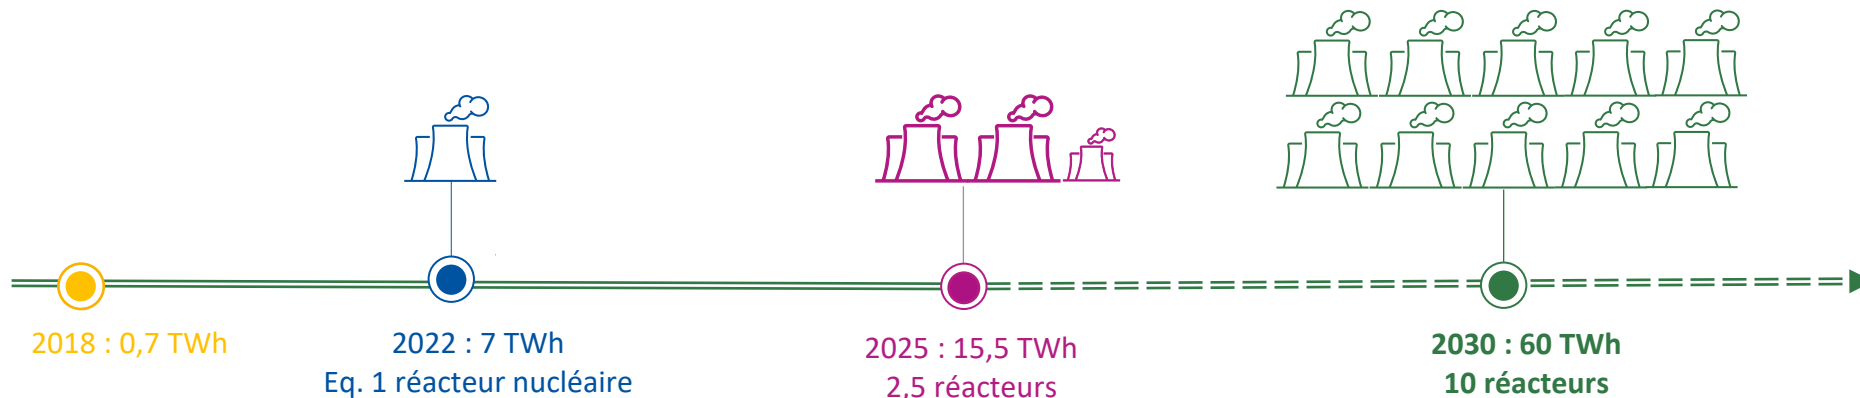 2018 : 0,7 TWh
2022 : 7 TWh
Eq. 1 réacteur nucléaire
2025 : 15,5 TWh
2,5 réacteurs
2030 : 60 TWh
10 réacteurs